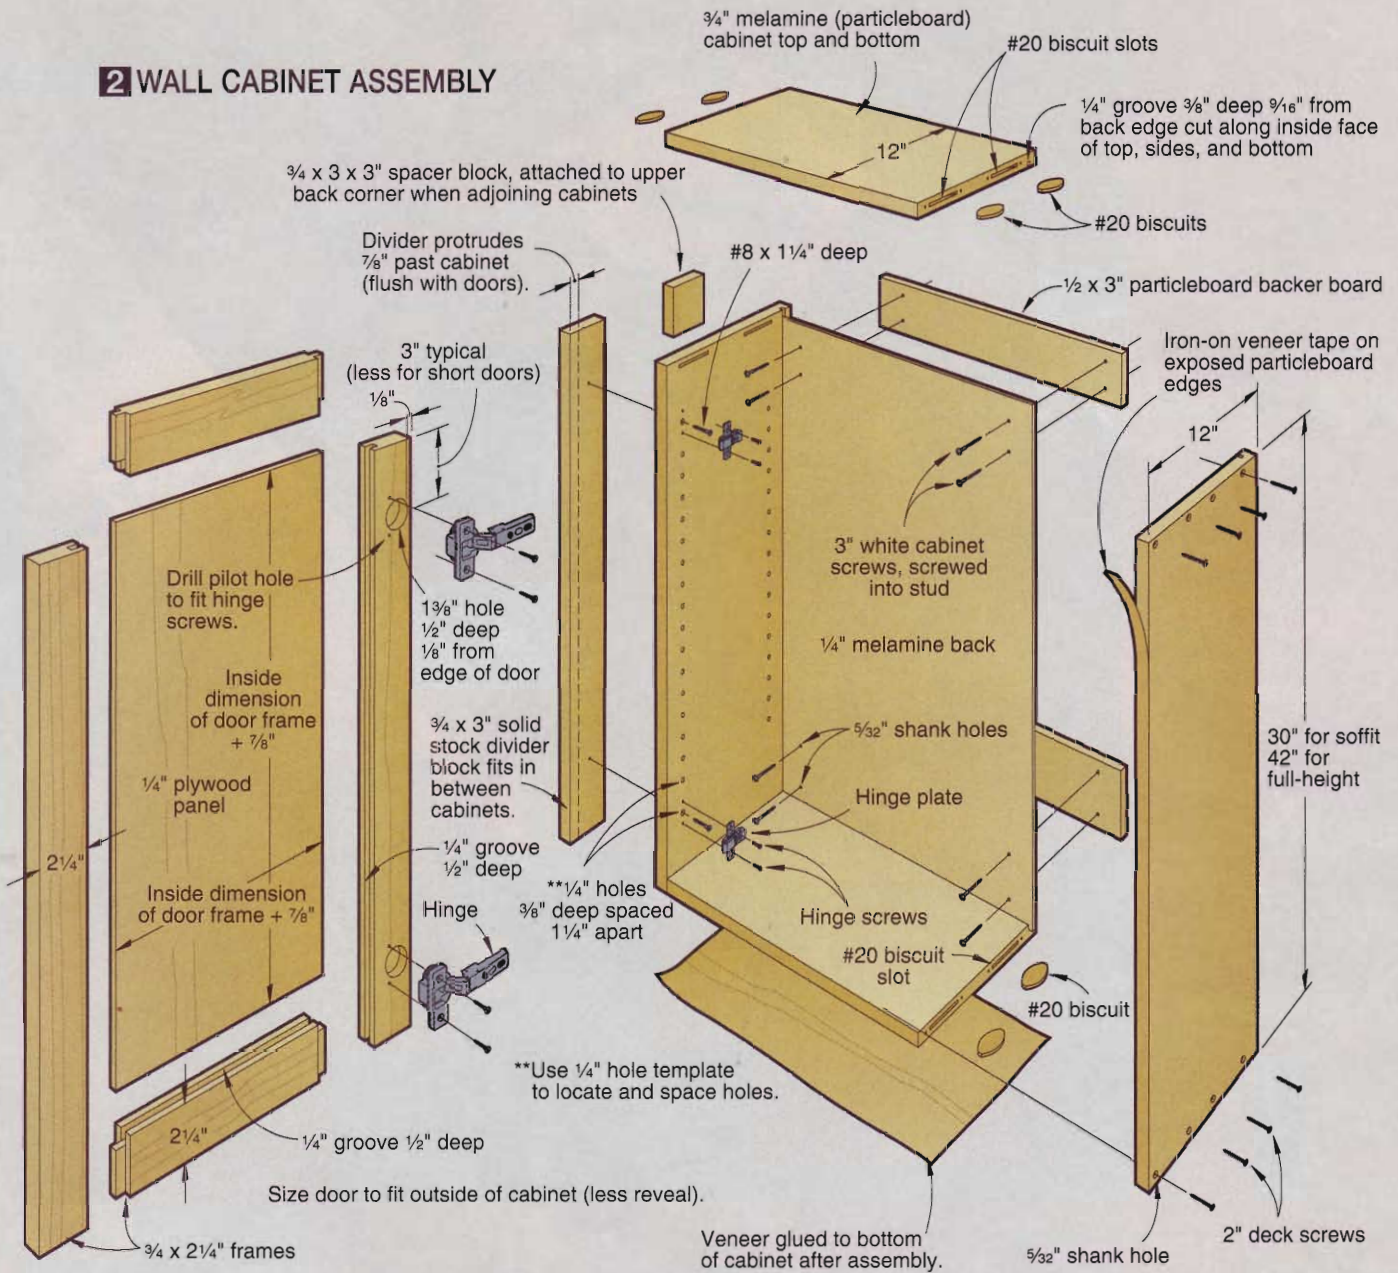 2 WALL CABINET ASSEMBLY
¾" melamine (particleboard)
cabinet top and bottom
#20 biscuit slots
¼" groove ⅜" deep 9/16" from
back edge cut along inside face
of top, sides, and bottom
12"
#20 biscuits
¾ x 3 x 3" spacer block, attached to upper
back corner when adjoining cabinets
Divider protrudes
⅞" past cabinet
(flush with doors).
#8 x 1¼" deep
½ x 3" particleboard backer board
Iron-on veneer tape on
exposed particleboard
edges
12"
3" typical
(less for short doors)
⅛"
3" white cabinet
screws, screwed
into stud
Drill pilot hole
to fit hinge
screws.
1⅜" hole
½" deep
⅛" from
edge of door
¼" melamine back
Inside
dimension
of door frame
+ ⅞"
¾ x 3" solid
stock divider
block fits in
between
cabinets.
5/32" shank holes
30" for soffit
42" for
full-height
¼" plywood
panel
Hinge plate
2¼"
¼" groove
½" deep
Inside dimension
of door frame + ⅞"
**¼" holes
⅜" deep spaced
1¼" apart
Hinge
Hinge screws
#20 biscuit
slot
#20 biscuit
**Use ¼" hole template
to locate and space holes.
2¼"
¼" groove ½" deep
Size door to fit outside of cabinet (less reveal).
¾ x 2¼" frames
Veneer glued to bottom
of cabinet after assembly.
5/32" shank hole
2" deck screws